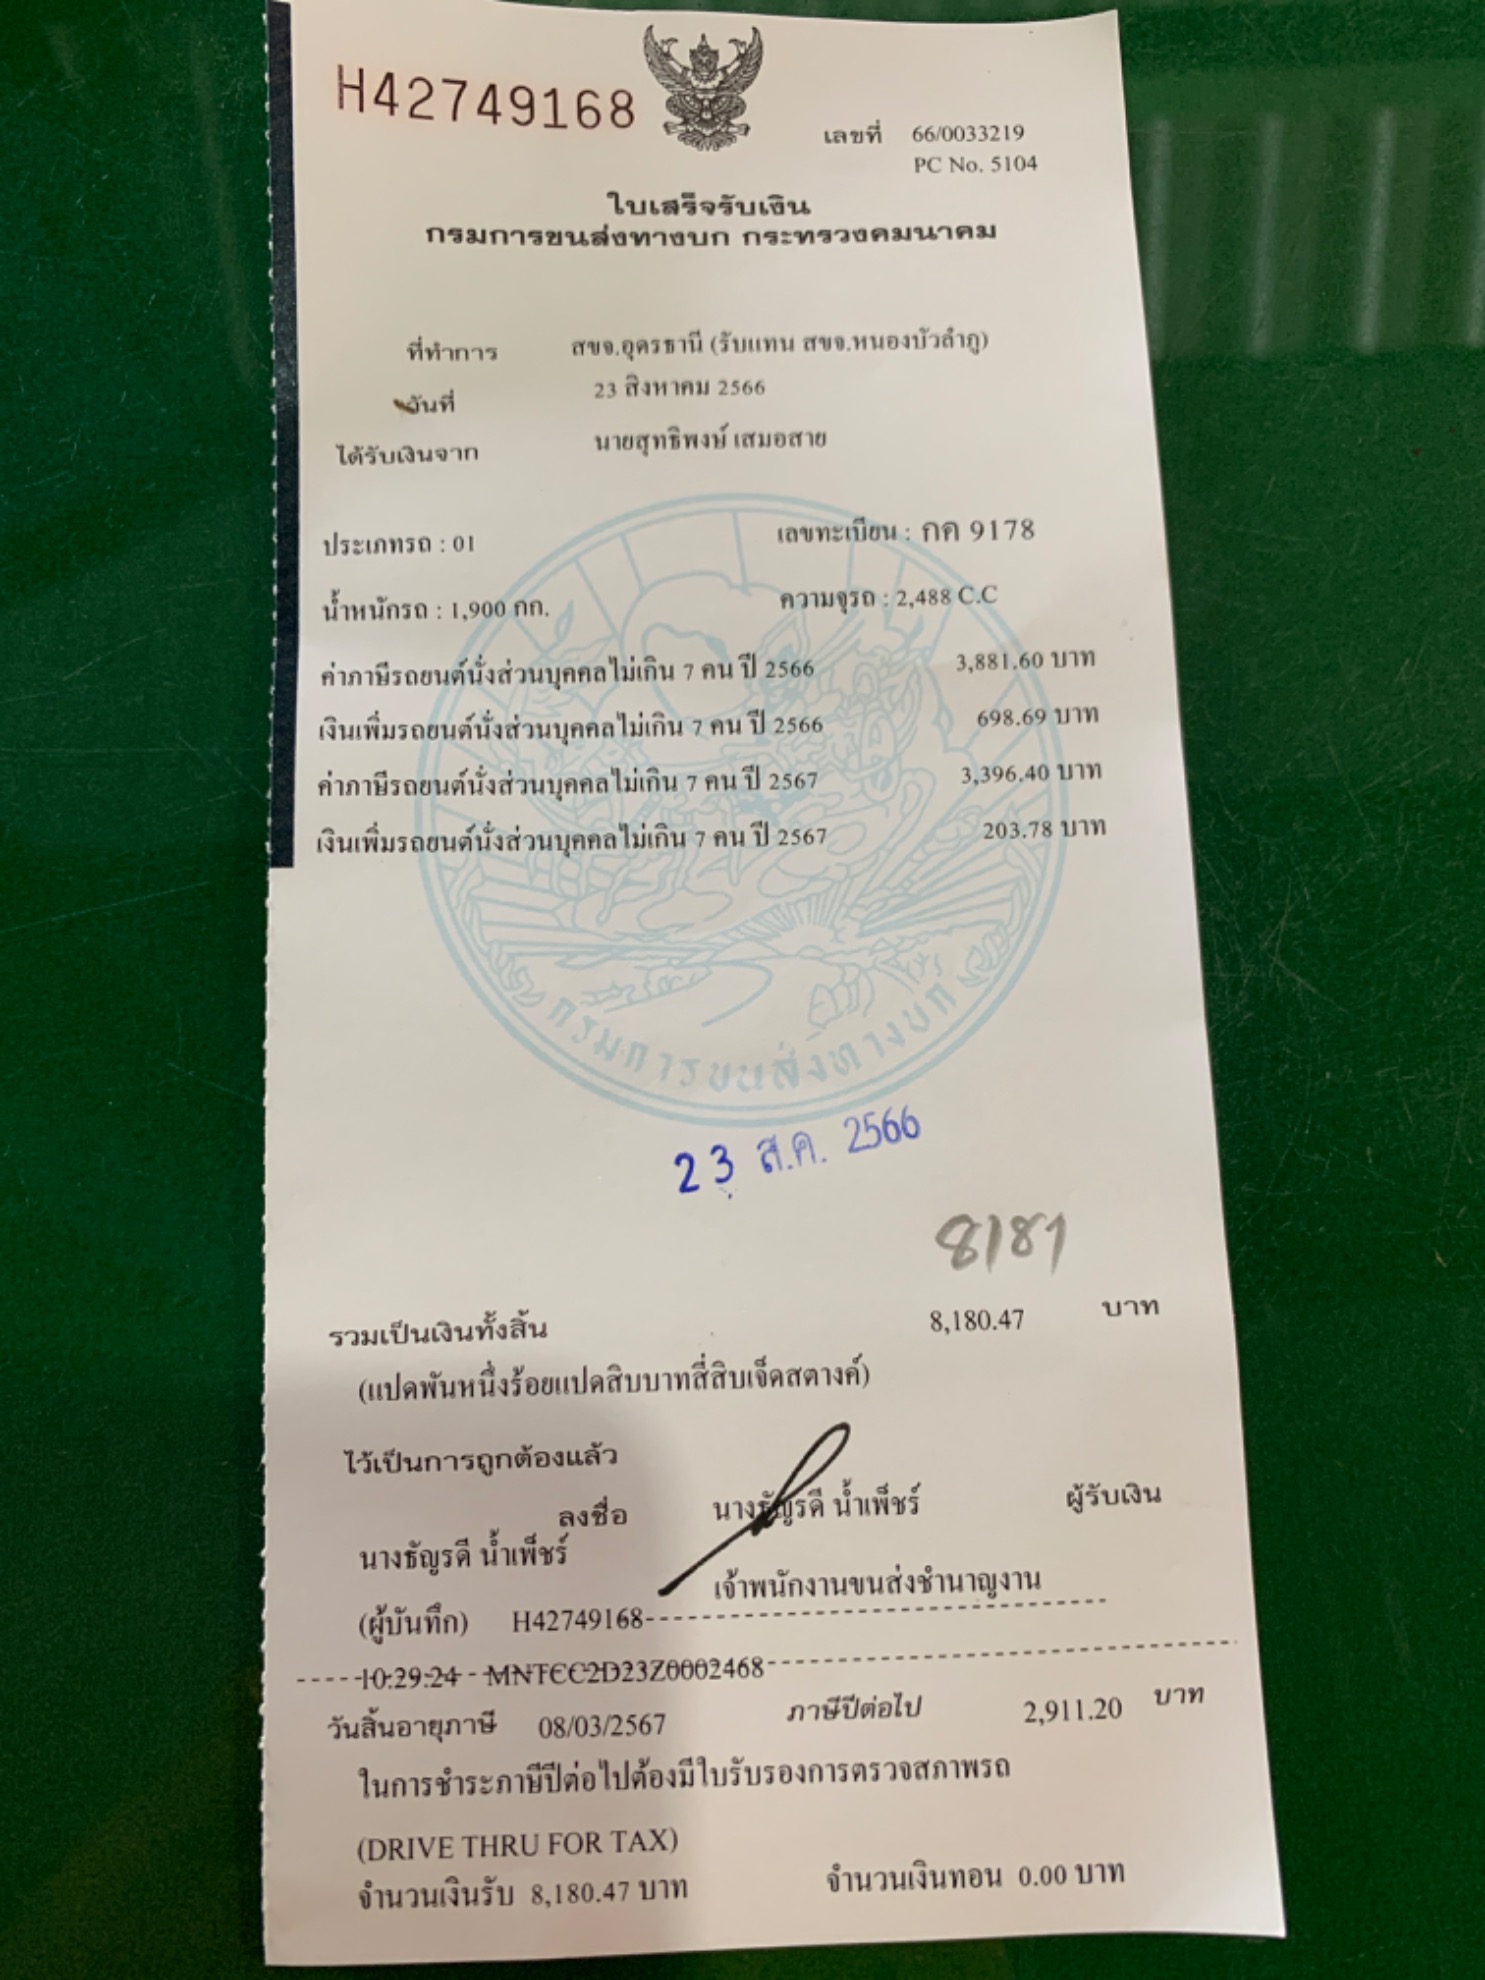 H42749168
เลขที่ 66/0033219
PC No. 5104
ใบเสร็จรับเงิน
กรมการขนส่งทางบก กระทรวงคมนาคม
ที่ทำการ สขจ.อุดรธานี (รับแทน สขจ.หนองบัวลำภู)
วันที่ 23 สิงหาคม 2566
ได้รับเงินจาก นายสุทธิพงษ์ เสมอสาย
ประเภทรถ : 01 เลขทะเบียน : กค 9178
น้ำหนักรถ : 1,900 กก. ความจุรถ : 2,488 C.C
ค่าภาษีรถยนต์นั่งส่วนบุคคลไม่เกิน 7 คน ปี 2566 3,881.60 บาท
เงินเพิ่มรถยนต์นั่งส่วนบุคคลไม่เกิน 7 คน ปี 2566 698.69 บาท
ค่าภาษีรถยนต์นั่งส่วนบุคคลไม่เกิน 7 คน ปี 2567 3,396.40 บาท
เงินเพิ่มรถยนต์นั่งส่วนบุคคลไม่เกิน 7 คน ปี 2567 203.78 บาท
กรมการขนส่งทางบก
23 ส.ค. 2566
8181
รวมเป็นเงินทั้งสิ้น 8,180.47 บาท
(แปดพันหนึ่งร้อยแปดสิบบาทสี่สิบเจ็ดสตางค์)
ไว้เป็นการถูกต้องแล้ว
ลงชื่อ นางธัญรดี น้ำเพ็ชร์ ผู้รับเงิน
นางธัญรดี น้ำเพ็ชร์
เจ้าพนักงานขนส่งชำนาญงาน
(ผู้บันทึก) H42749168
10:29:24 - MNTCC2D23Z0002468
วันสิ้นอายุภาษี 08/03/2567 ภาษีปีต่อไป 2,911.20 บาท
ในการชำระภาษีปีต่อไปต้องมีใบรับรองการตรวจสภาพรถ
(DRIVE THRU FOR TAX)
จำนวนเงินรับ 8,180.47 บาท จำนวนเงินทอน 0.00 บาท